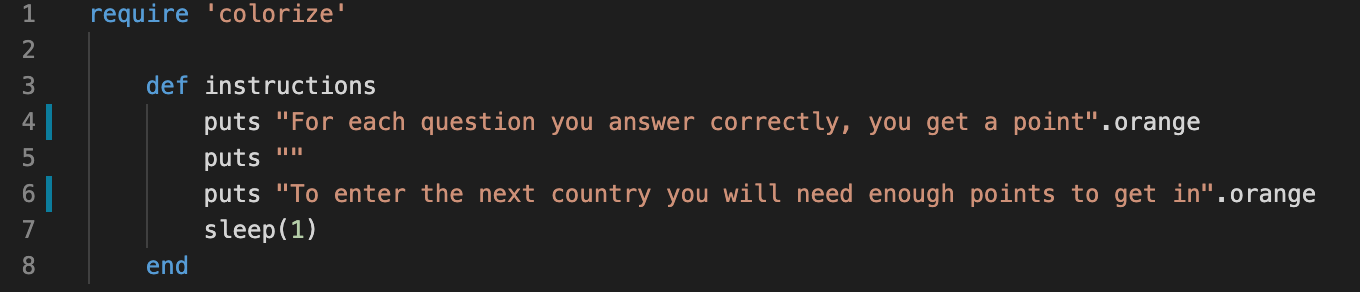 1 require 'colorize'
2
3 def instructions
4 puts "For each question you answer correctly, you get a point".orange
5 puts ""
6 puts "To enter the next country you will need enough points to get in".orange
7 sleep(1)
8 end